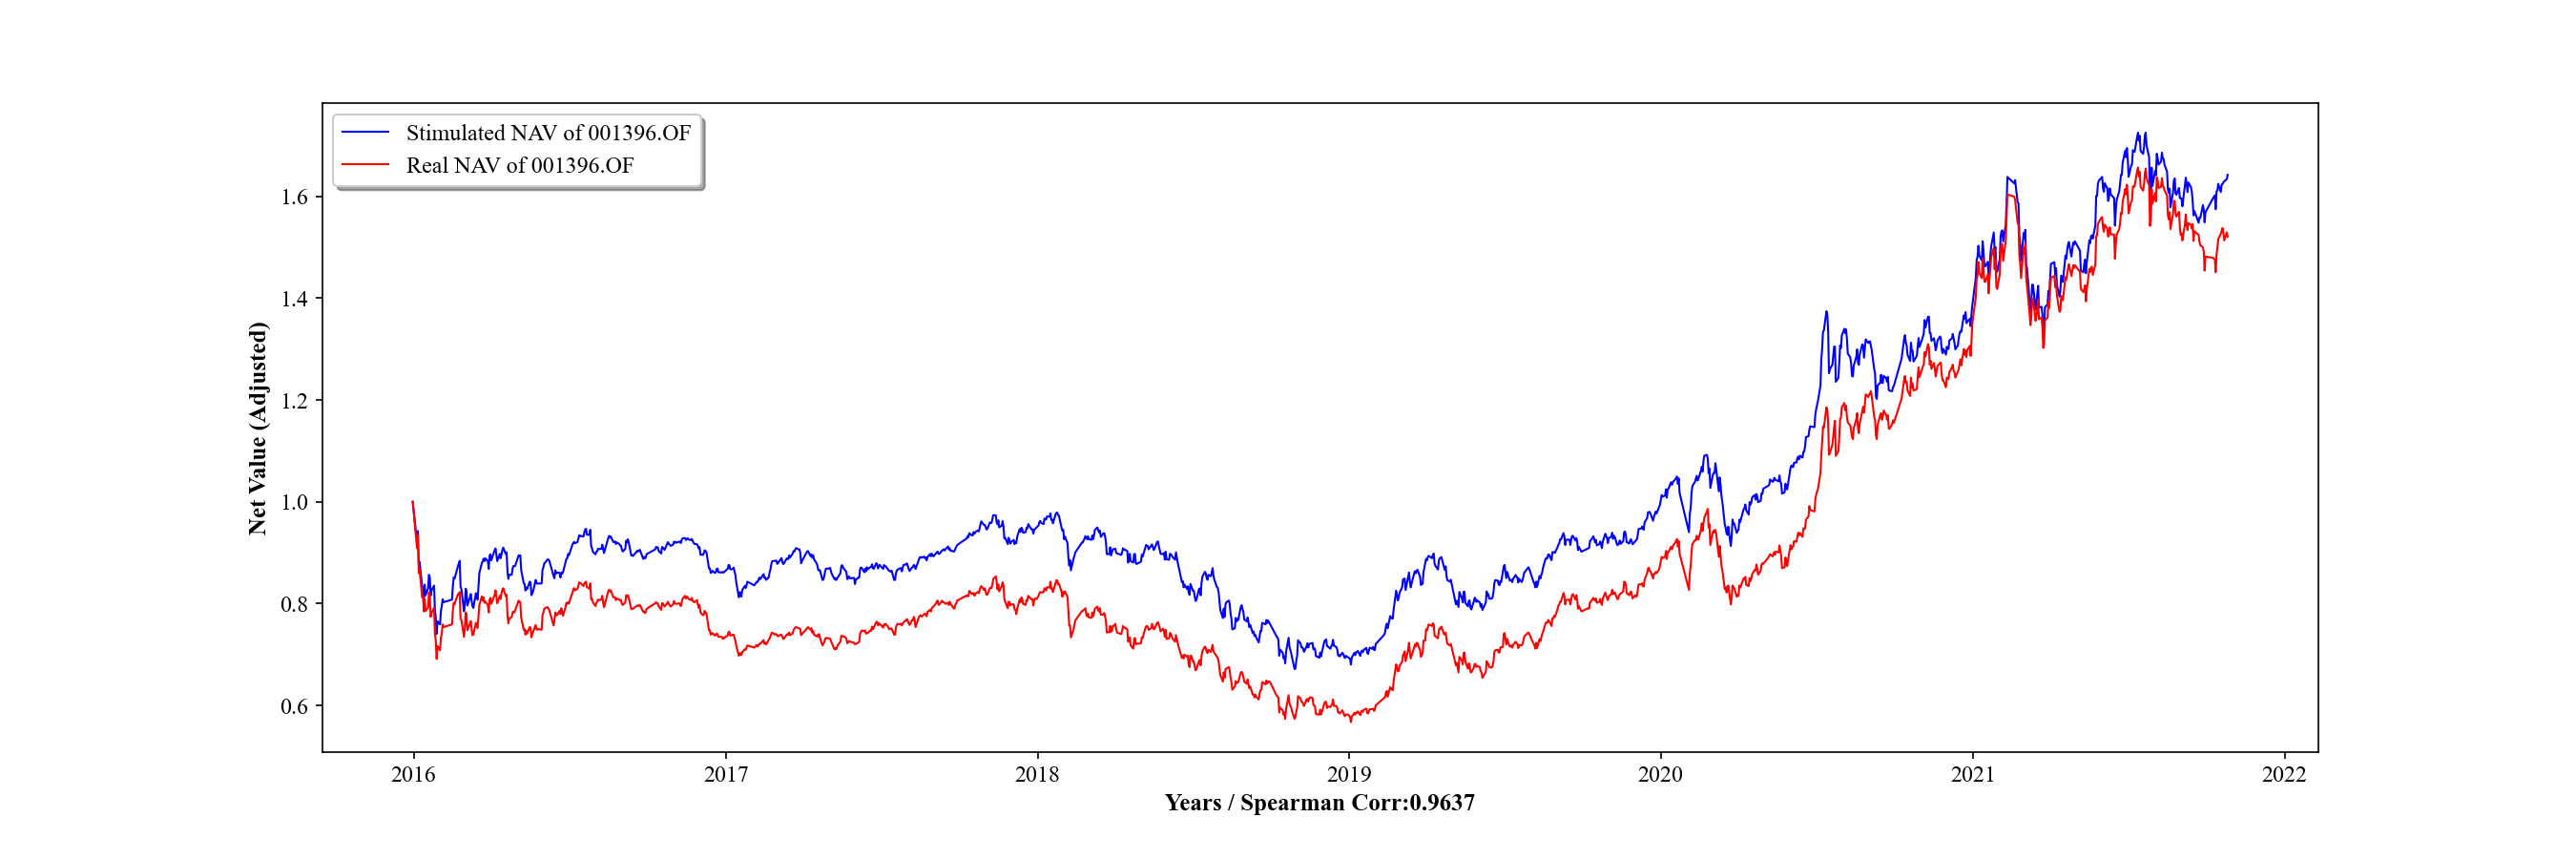 Stimulated NAV of 001396.OF
Real NAV of 001396.OF
Net Value (Adjusted)
1.6
1.4
1.2
1.0
0.8
0.6
2016 2017 2018 2019 2020 2021 2022
Years / Spearman Corr:0.9637